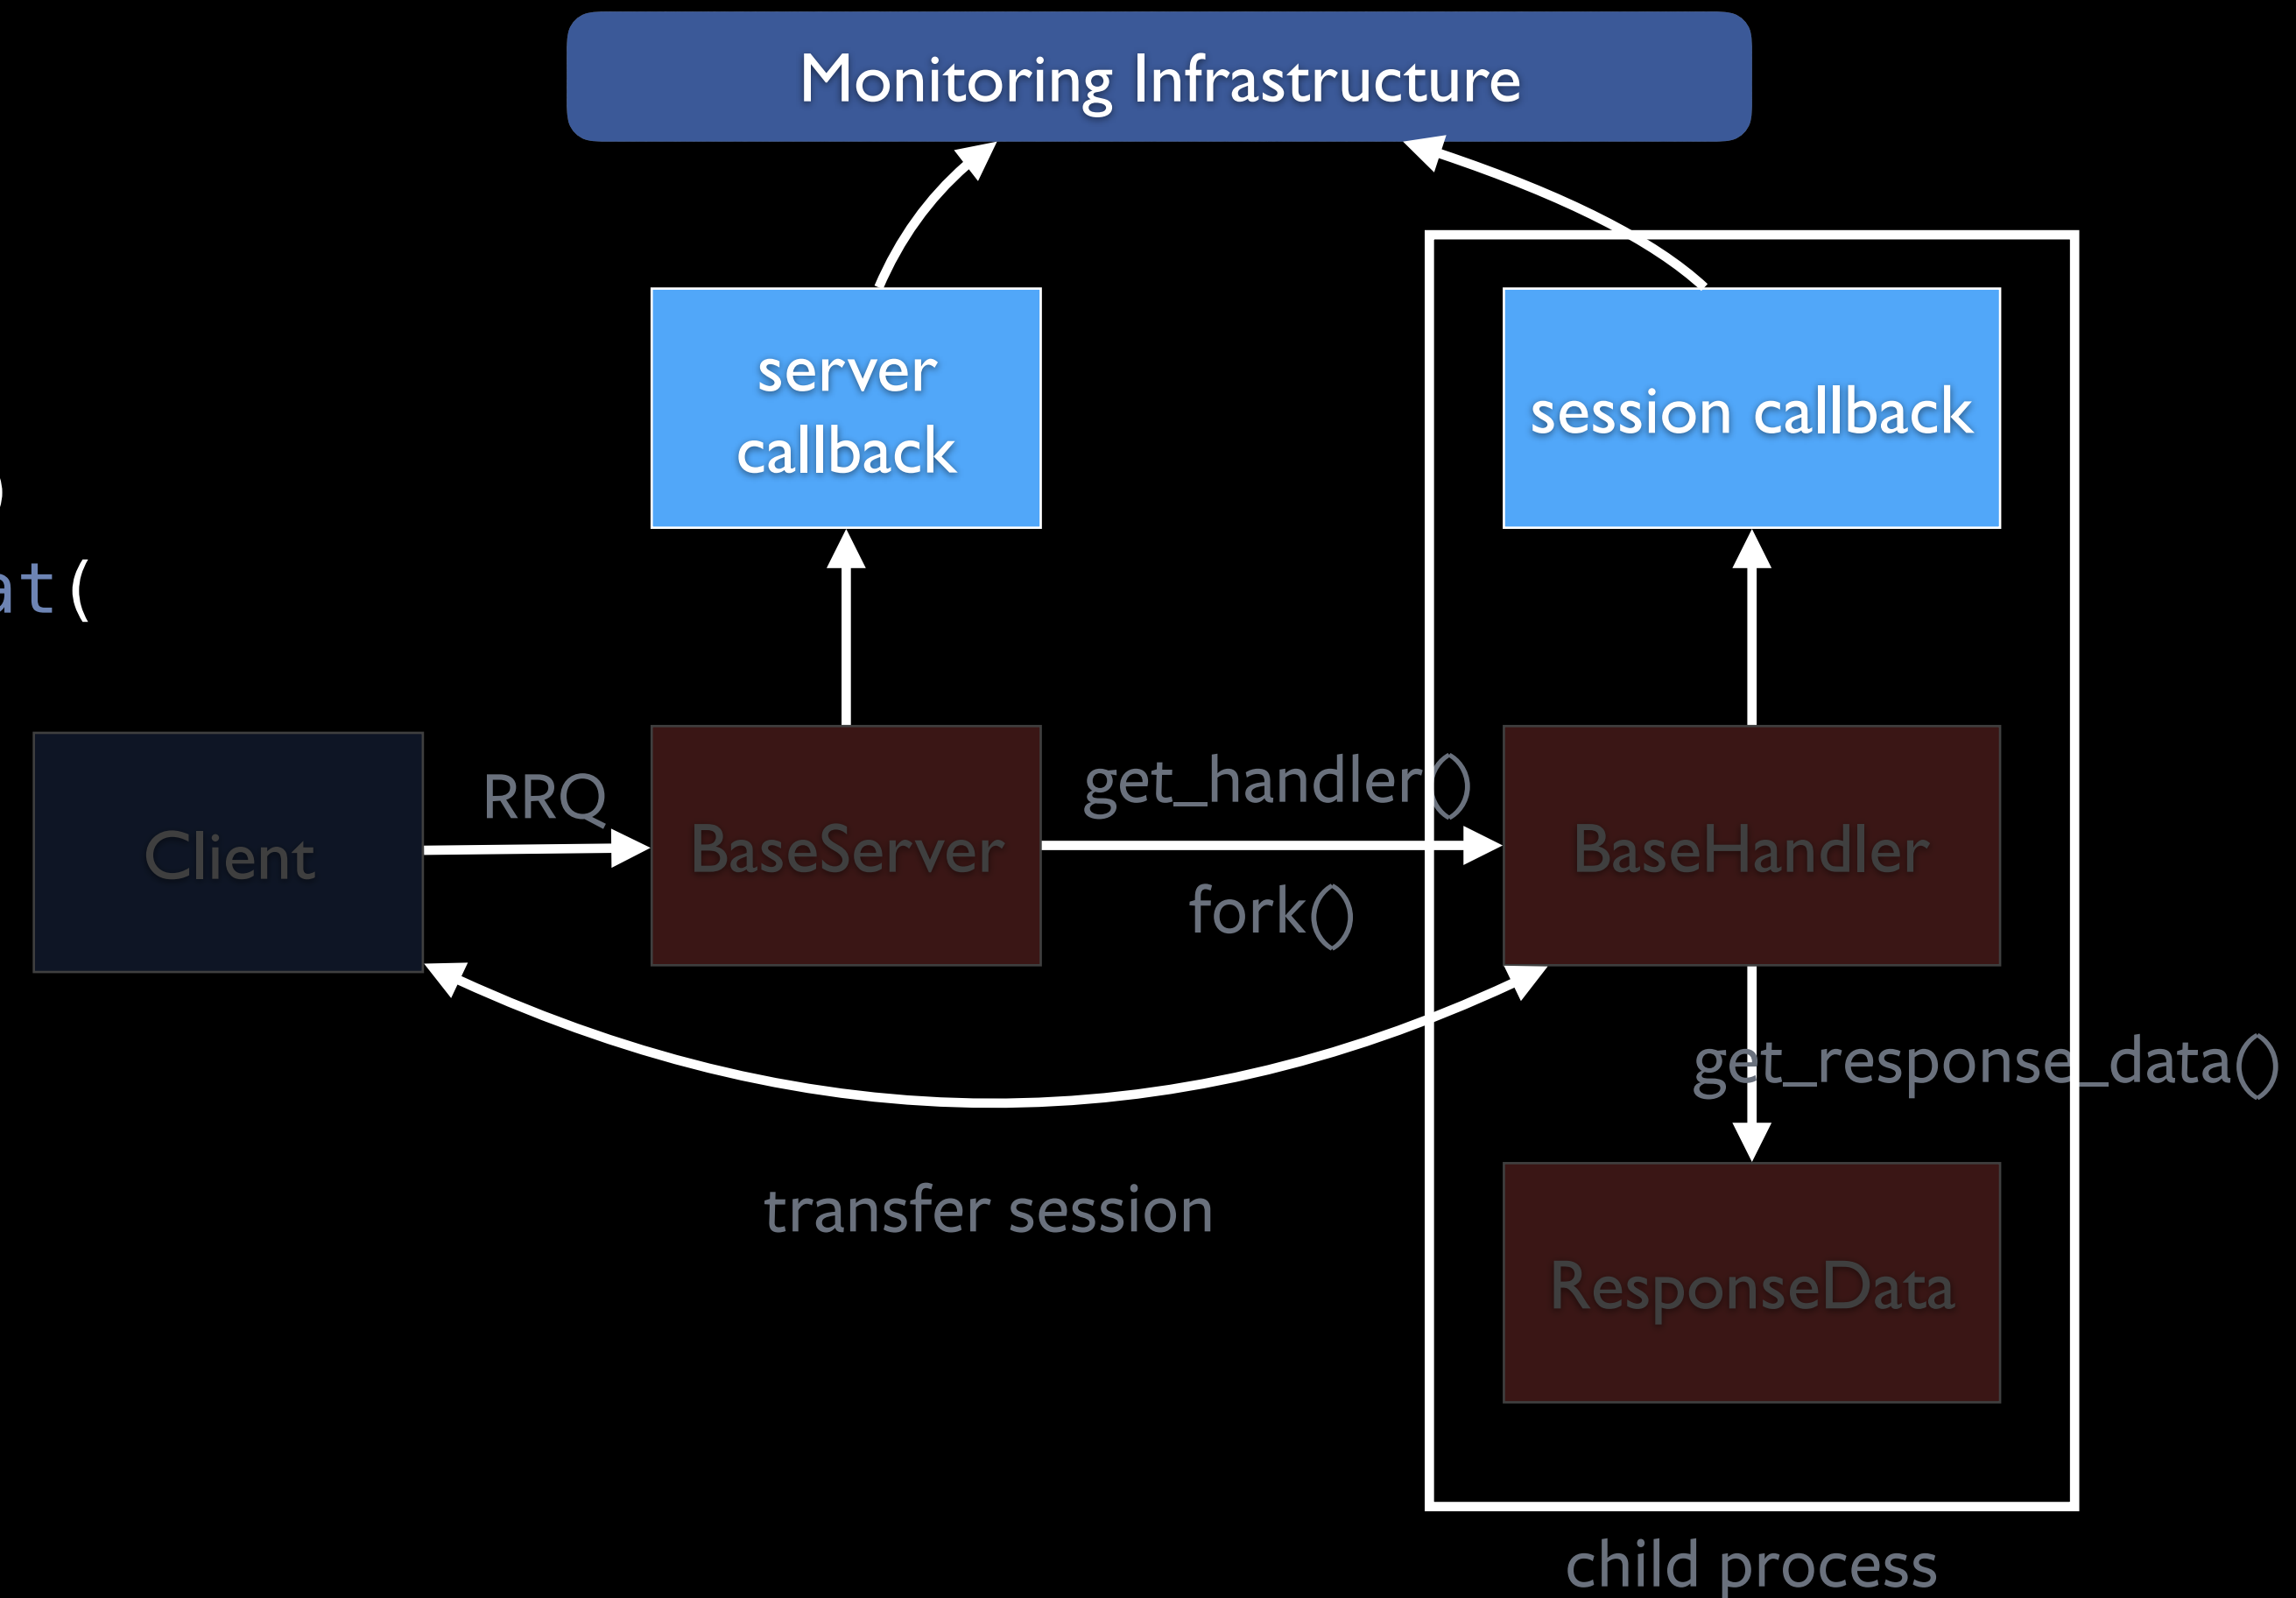 Monitoring Infrastructure
server
callback
session callback
)
at(
RRQ
get_handler()
Client
BaseServer
BaseHandler
fork()
get_response_data()
transfer session
ResponseData
child process